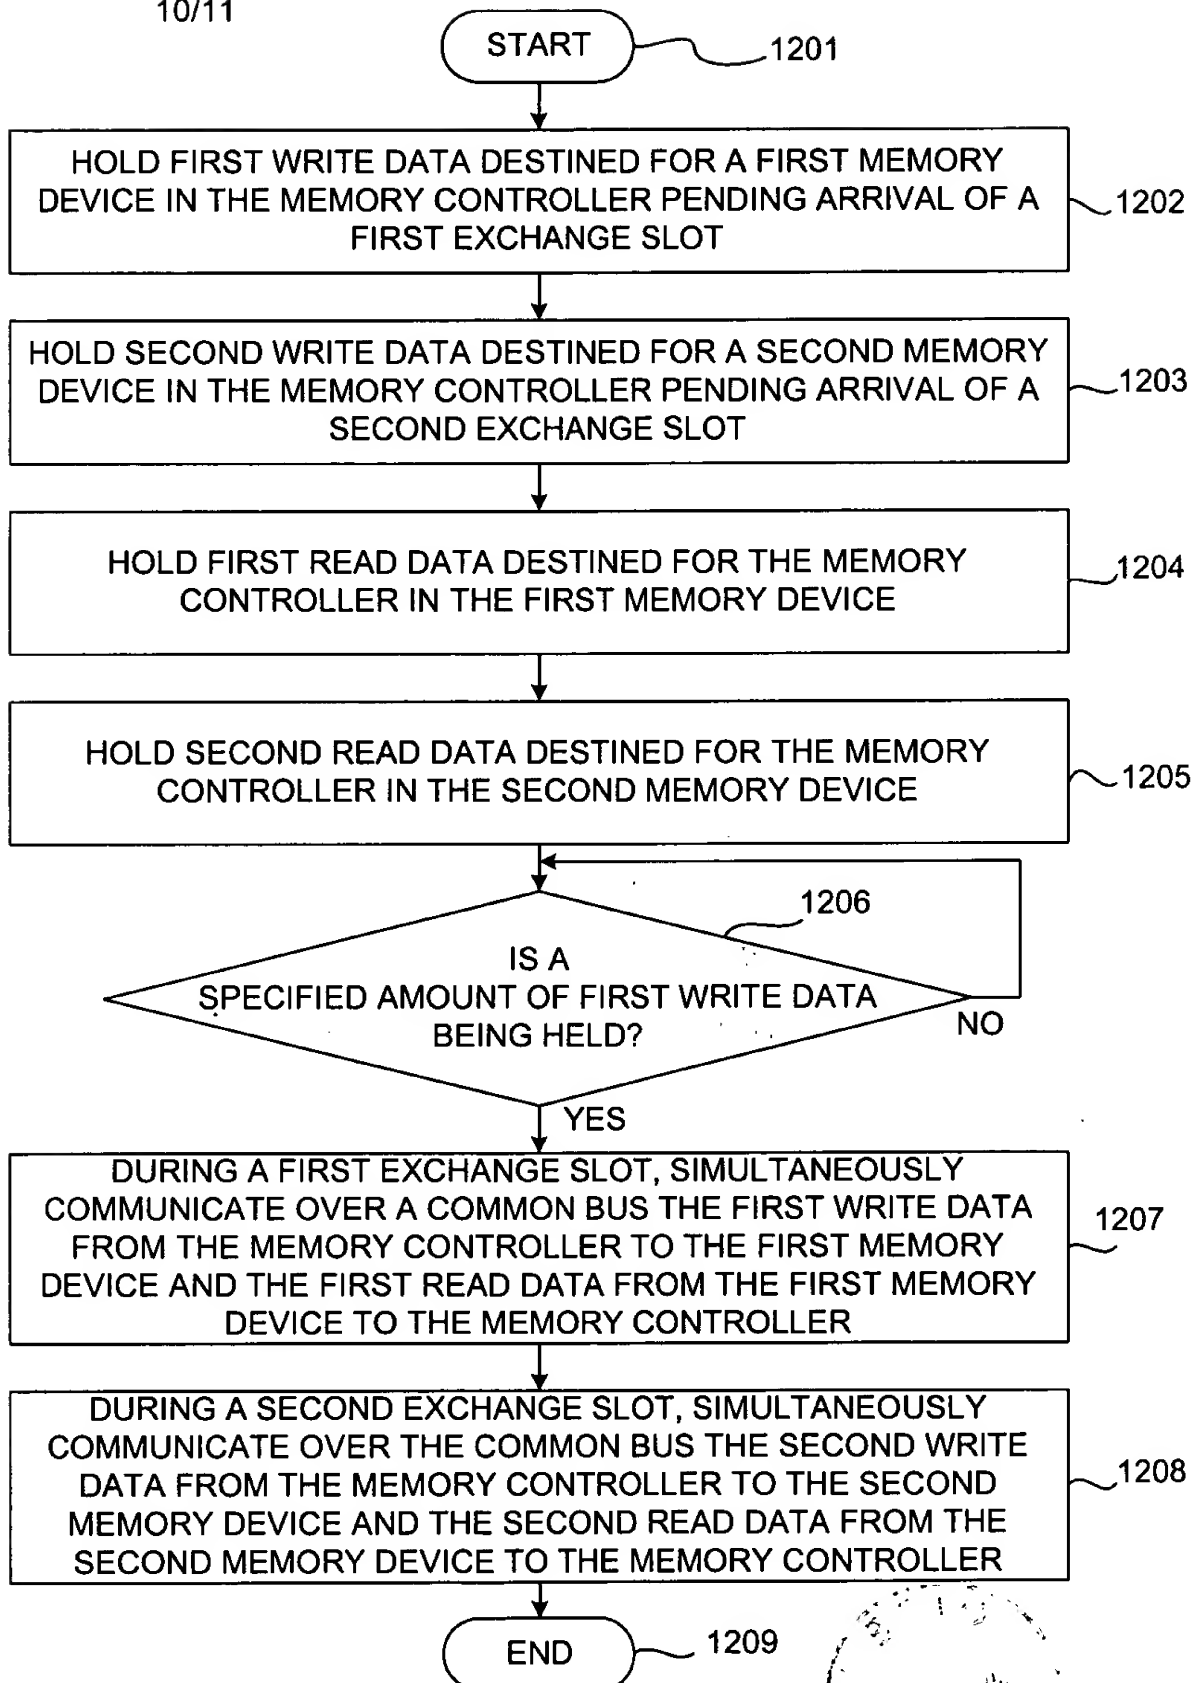 10/11
START
1201
HOLD FIRST WRITE DATA DESTINED FOR A FIRST MEMORY
DEVICE IN THE MEMORY CONTROLLER PENDING ARRIVAL OF A
FIRST EXCHANGE SLOT
1202
HOLD SECOND WRITE DATA DESTINED FOR A SECOND MEMORY
DEVICE IN THE MEMORY CONTROLLER PENDING ARRIVAL OF A
SECOND EXCHANGE SLOT
1203
HOLD FIRST READ DATA DESTINED FOR THE MEMORY
CONTROLLER IN THE FIRST MEMORY DEVICE
1204
HOLD SECOND READ DATA DESTINED FOR THE MEMORY
CONTROLLER IN THE SECOND MEMORY DEVICE
1205
1206
IS A
SPECIFIED AMOUNT OF FIRST WRITE DATA
BEING HELD?
NO
YES
DURING A FIRST EXCHANGE SLOT, SIMULTANEOUSLY
COMMUNICATE OVER A COMMON BUS THE FIRST WRITE DATA
FROM THE MEMORY CONTROLLER TO THE FIRST MEMORY
DEVICE AND THE FIRST READ DATA FROM THE FIRST MEMORY
DEVICE TO THE MEMORY CONTROLLER
1207
DURING A SECOND EXCHANGE SLOT, SIMULTANEOUSLY
COMMUNICATE OVER THE COMMON BUS THE SECOND WRITE
DATA FROM THE MEMORY CONTROLLER TO THE SECOND
MEMORY DEVICE AND THE SECOND READ DATA FROM THE
SECOND MEMORY DEVICE TO THE MEMORY CONTROLLER
1208
END
1209